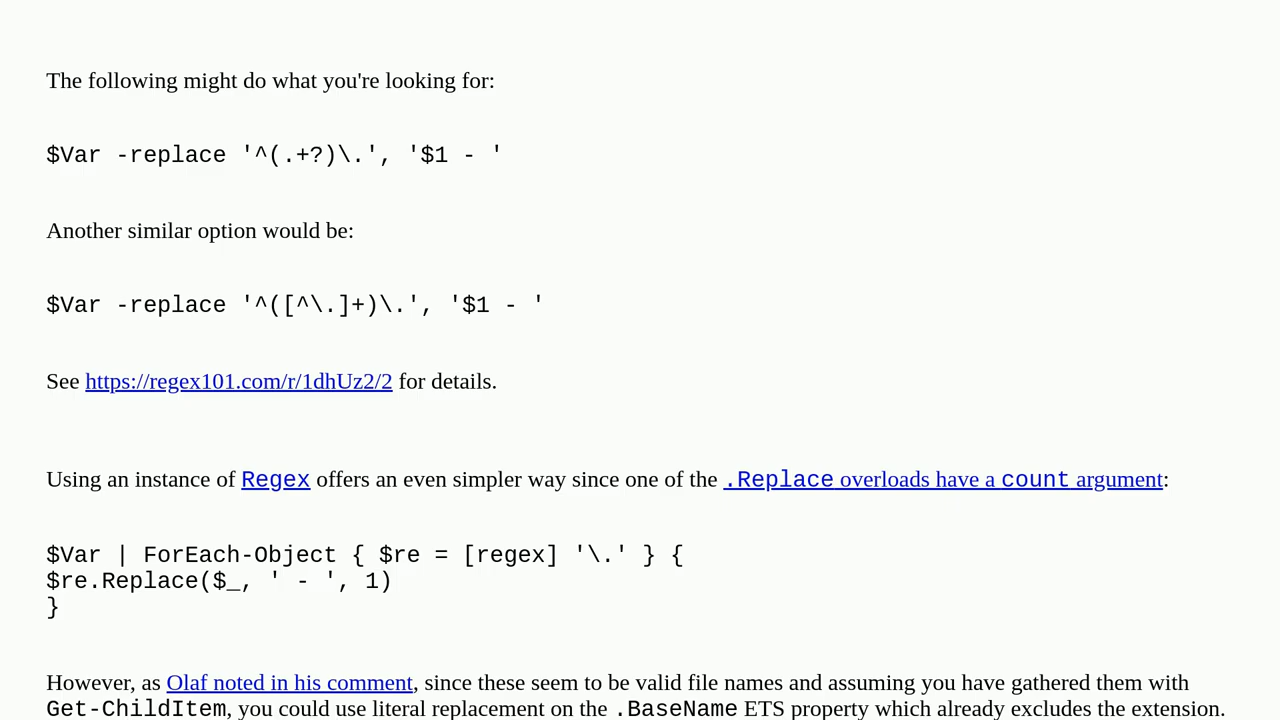 The following might do what you're looking for:
$Var -replace '^(.+?)\.', '$1 - '
Another similar option would be:
$Var -replace '^([^\.]+)\.', '$1 - '
See https://regex101.com/r/1dhUz2/2 for details.
Using an instance of Regex offers an even simpler way since one of the .Replace overloads have a count argument:
$Var | ForEach-Object { $re = [regex] '\.' } {
$re.Replace($_, ' - ', 1)
}
However, as Olaf noted in his comment, since these seem to be valid file names and assuming you have gathered them with
Get-ChildItem, you could use literal replacement on the .BaseName ETS property which already excludes the extension.